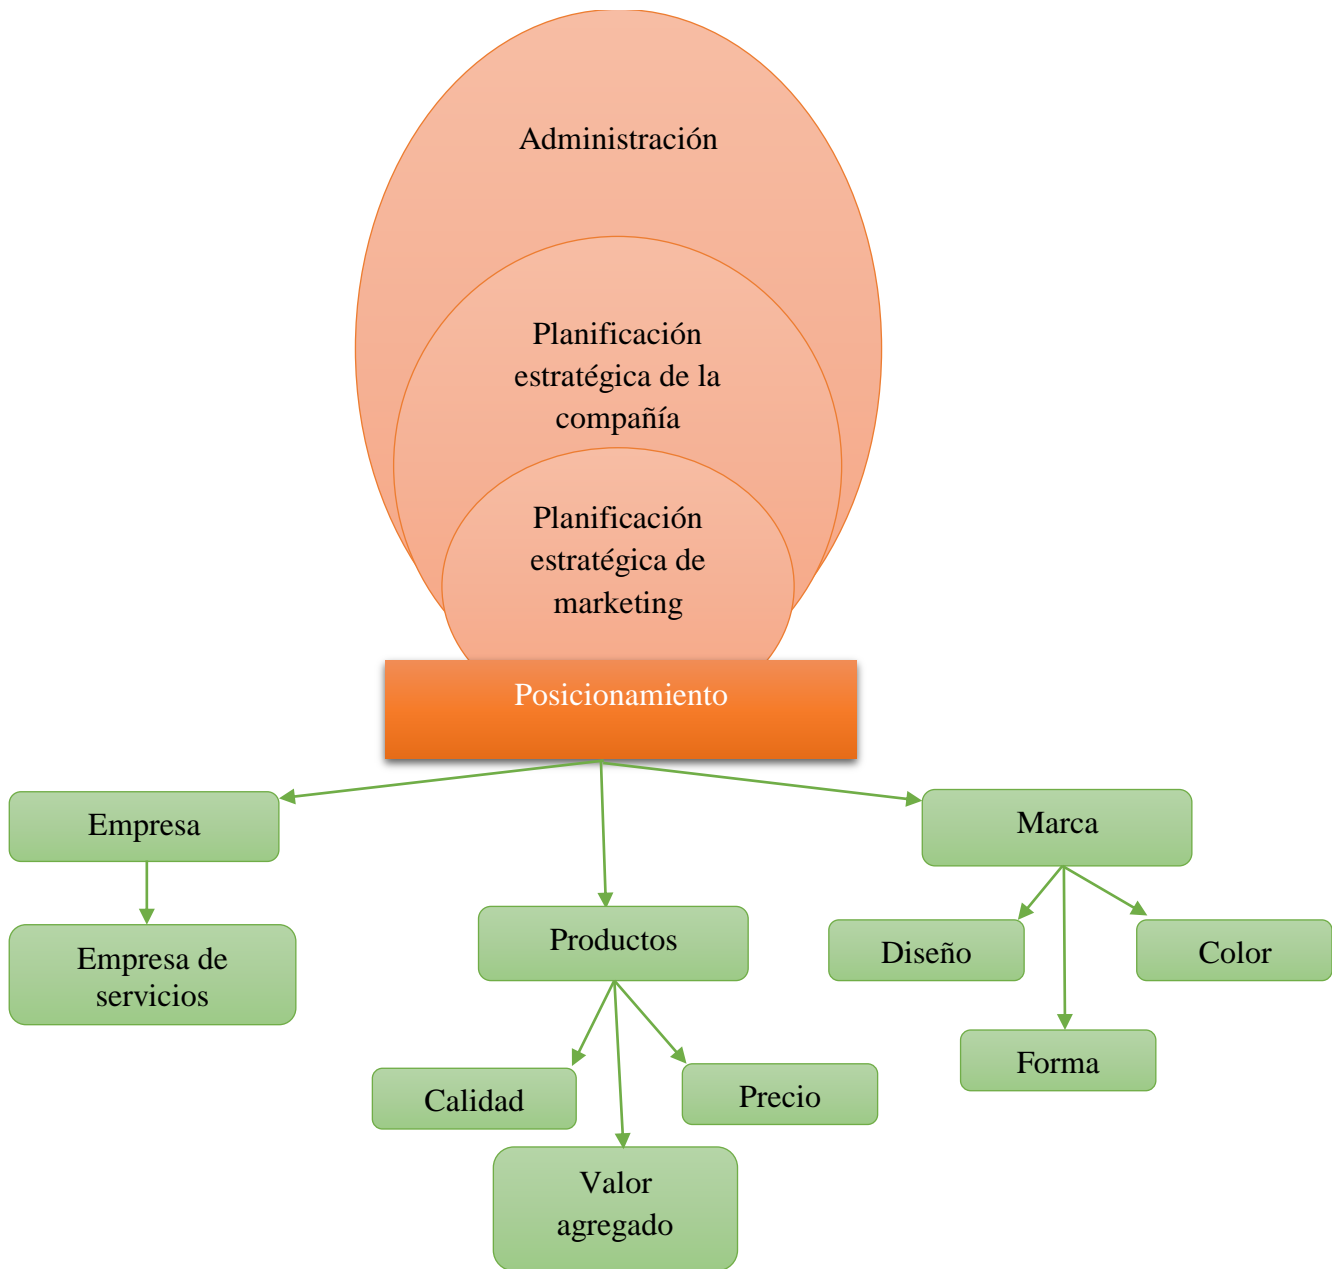 Administración
Planificación
estratégica de la
compañía
Planificación
estratégica de
marketing
Posicionamiento
Empresa
Marca
Empresa de
servicios
Productos
Diseño
Color
Forma
Calidad
Precio
Valor
agregado